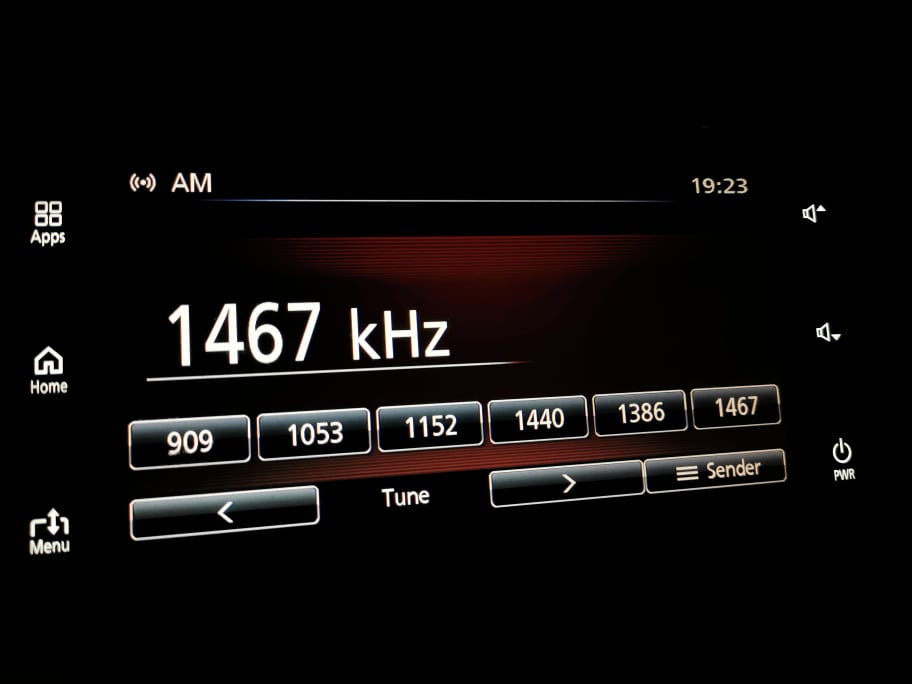 AM 19:23
Apps
1467 kHz
Home
909 1053 1152 1440 1386 1467
Tune Sender
PWR
Menu